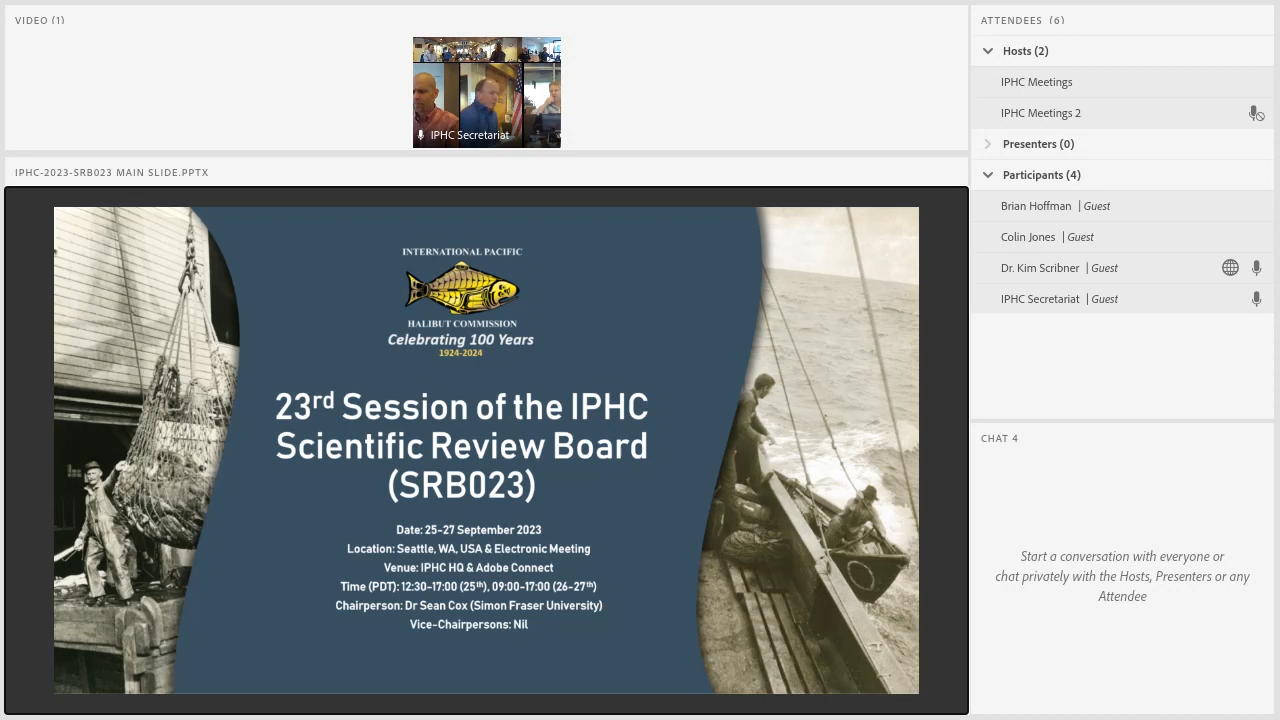 VIDEO (1)
IPHC Secretariat
IPHC-2023-SRB023 MAIN SLIDE.PPTX
INTERNATIONAL PACIFIC
HALIBUT COMMISSION
Celebrating 100 Years
1924-2024
23rd Session of the IPHC
Scientific Review Board
(SRB023)
Date: 25-27 September 2023
Location: Seattle, WA, USA & Electronic Meeting
Venue: IPHC HQ & Adobe Connect
Time (PDT): 12:30-17:00 (25th), 09:00-17:00 (26-27th)
Chairperson: Dr Sean Cox (Simon Fraser University)
Vice-Chairpersons: Nil
ATTENDEES (6)
Hosts (2)
IPHC Meetings
IPHC Meetings 2
Presenters (0)
Participants (4)
Brian Hoffman | Guest
Colin Jones | Guest
Dr. Kim Scribner | Guest
IPHC Secretariat | Guest
CHAT 4
Start a conversation with everyone or
chat privately with the Hosts, Presenters or any
Attendee